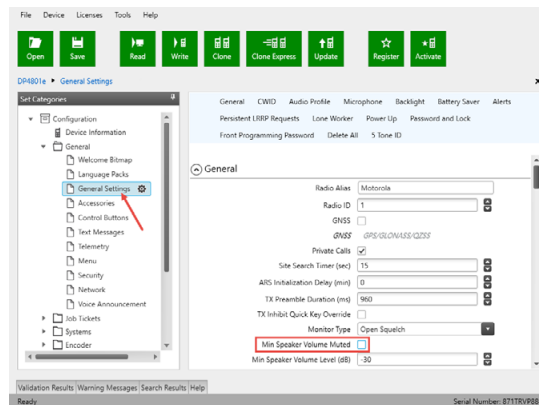 File Device Licenses Tools Help
Open Save Read Write Clone Clone Express Update Register Activate
DP4801e General Settings
Set Categories
Configuration
Device Information
General
Welcome Bitmap
Language Packs
General Settings
Accessories
Control Buttons
Text Messages
Telemetry
Menu
Security
Network
Voice Announcement
Job Tickets
Systems
Encoder
General CWID Audio Profile Microphone Backlight Battery Saver Alerts
Persistent LRRP Requests Lone Worker Power Up Password and Lock
Front Programming Password Delete All 5 Tone ID
General
Radio Alias Motorola
Radio ID 1
GNSS
GNSS GPS/GLONASS/QZSS
Private Calls
Site Search Timer (sec) 15
ARS Initialization Delay (min) 0
TX Preamble Duration (ms) 960
TX Inhibit Quick Key Override
Monitor Type Open Squelch
Min Speaker Volume Muted
Min Speaker Volume Level (dB) -30
Validation Results Warning Messages Search Results Help
Ready Serial Number: 871TRVP88